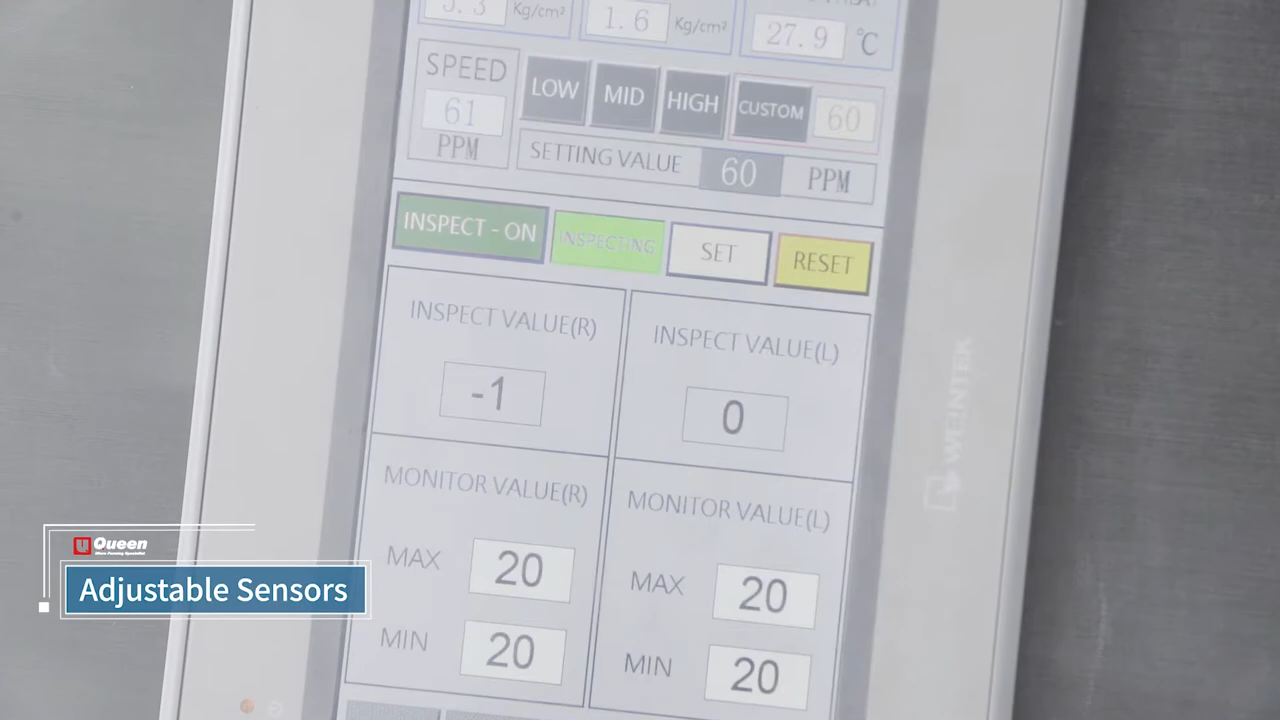 Kg/cm²
1.6 Kg/cm²
27.9 °C
SPEED
61
PPM
LOW MID HIGH CUSTOM 60
SETTING VALUE 60 PPM
INSPECT - ON INSPECTING SET RESET
INSPECT VALUE(R)
-1
INSPECT VALUE(L)
0
MONITOR VALUE(R)
MAX 20
MIN 20
MONITOR VALUE(L)
MAX 20
MIN 20
WEINTEK
Queen
Adjustable Sensors